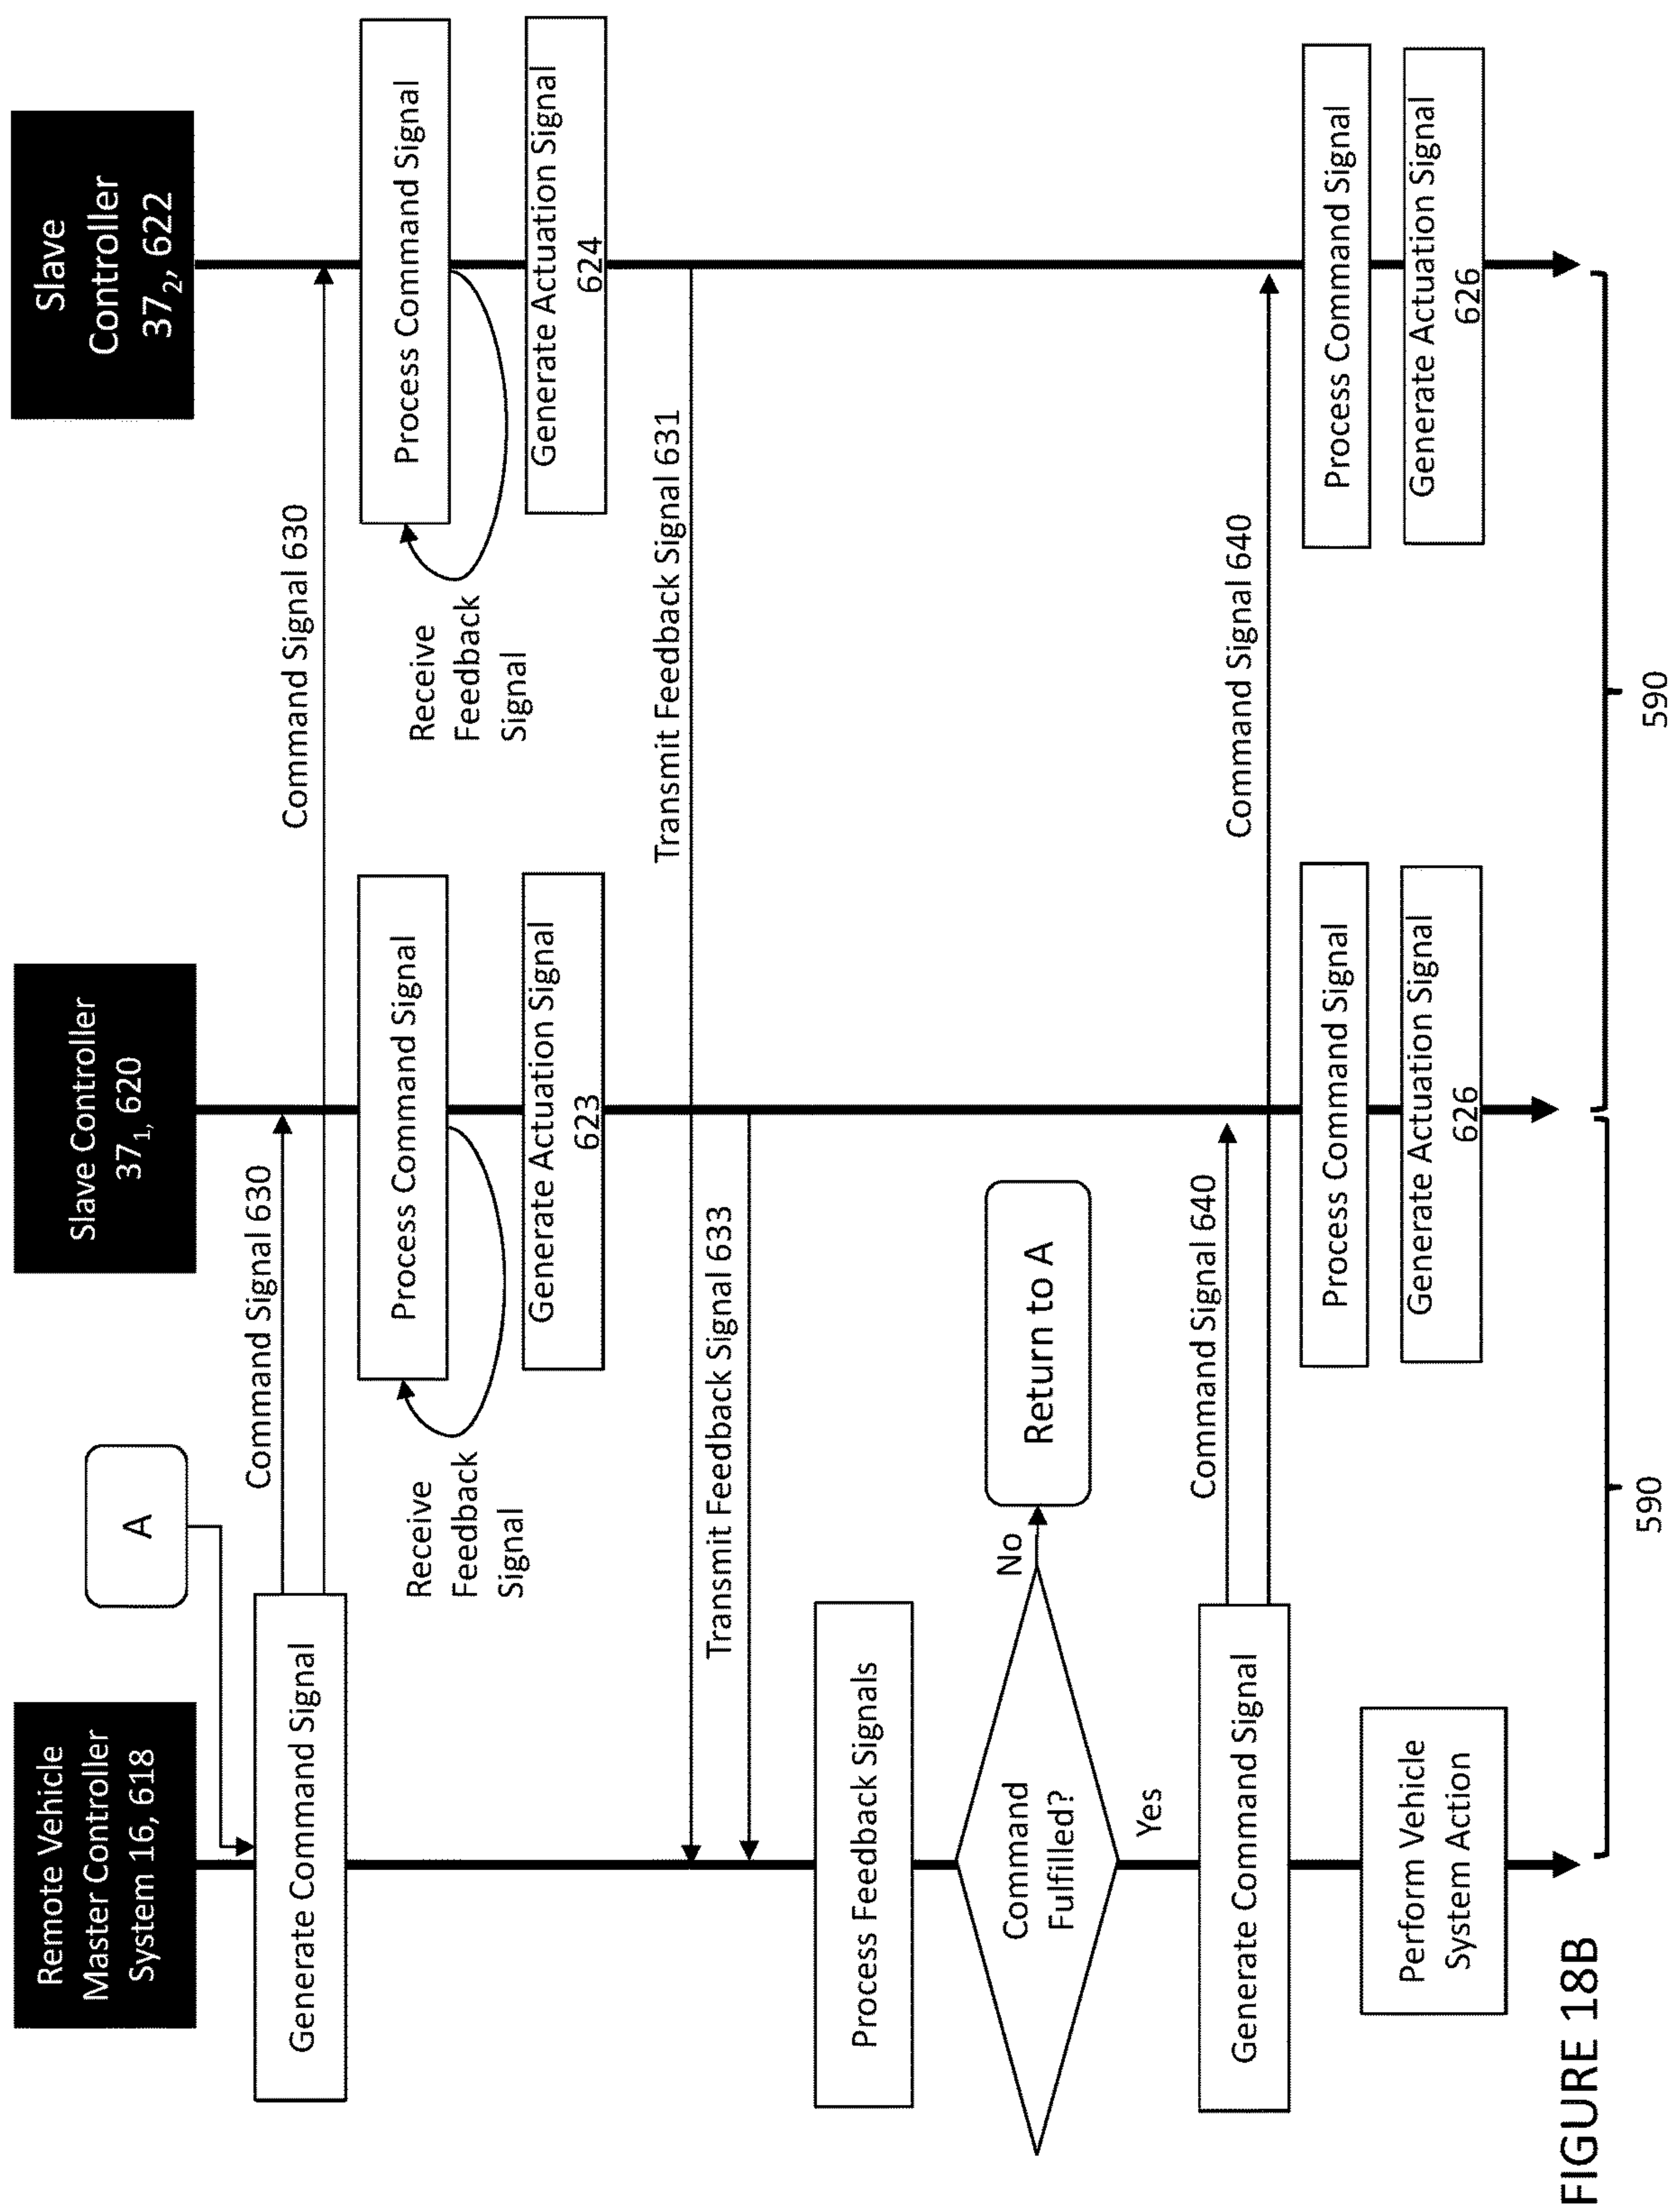 Remote Vehicle
Master Controller
System 16, 618
A
Slave Controller
37₁, 620
Slave
Controller
37₂, 622
Generate Command Signal
Command Signal 630
Command Signal 630
Process Command Signal
Receive
Feedback
Signal
Generate Actuation Signal
623
Process Command Signal
Receive
Feedback
Signal
Generate Actuation Signal
624
Transmit Feedback Signal 631
Transmit Feedback Signal 633
Process Feedback Signals
Command
Fulfilled?
No
Return to A
Yes
Generate Command Signal
Command Signal 640
Command Signal 640
Perform Vehicle
System Action
Process Command Signal
Generate Actuation Signal
626
Process Command Signal
Generate Actuation Signal
626
590
590
FIGURE 18B